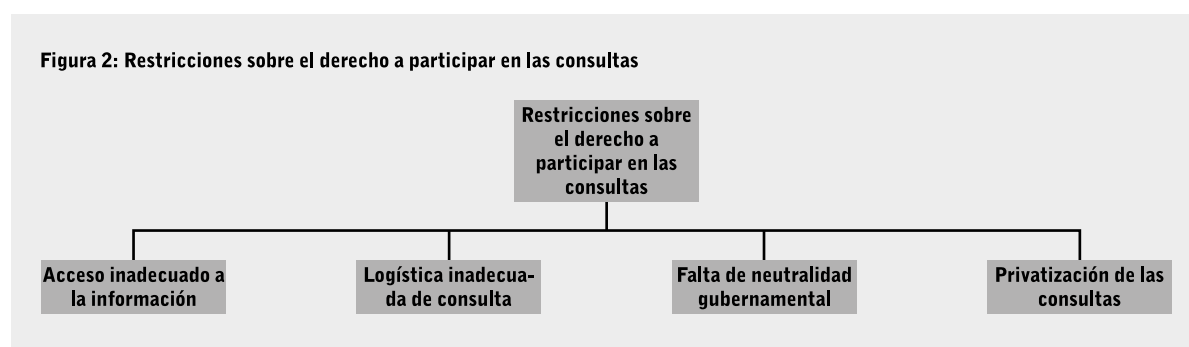 Figura 2: Restricciones sobre el derecho a participar en las consultas
Restricciones sobre
el derecho a
participar en las
consultas
Acceso inadecuado a
la información
Logística inadecua-
da de consulta
Falta de neutralidad
gubernamental
Privatización de las
consultas